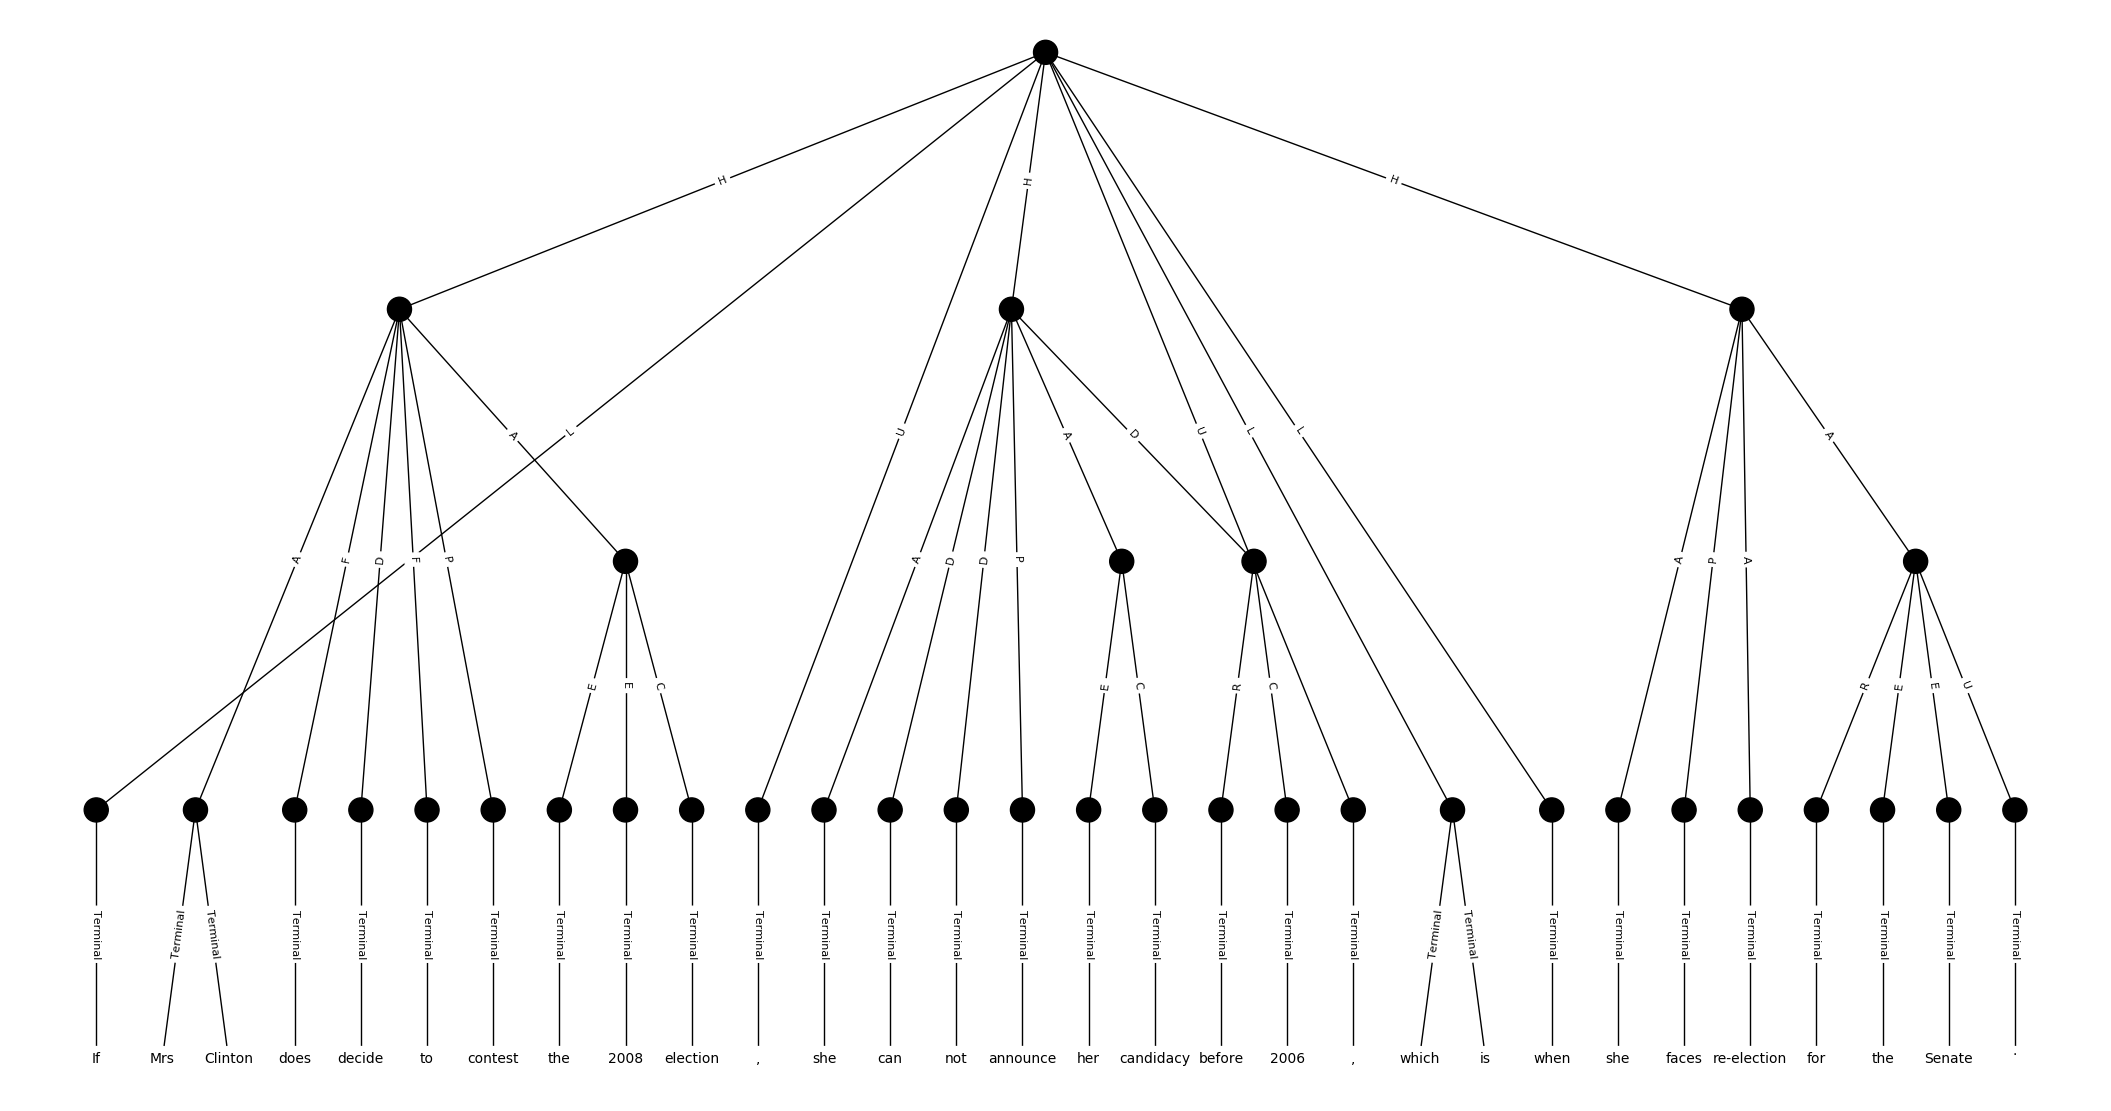 H H H
A L U A D U L L A
A F D F P A D D P A P A
E E C E C R C R E E U
Terminal Terminal Terminal Terminal Terminal Terminal Terminal Terminal Terminal Terminal Terminal Terminal Terminal Terminal Terminal Terminal Terminal Terminal Terminal Terminal Terminal Terminal Terminal Terminal Terminal Terminal Terminal Terminal Terminal Terminal
If Mrs Clinton does decide to contest the 2008 election , she can not announce her candidacy before 2006 , which is when she faces re-election for the Senate .